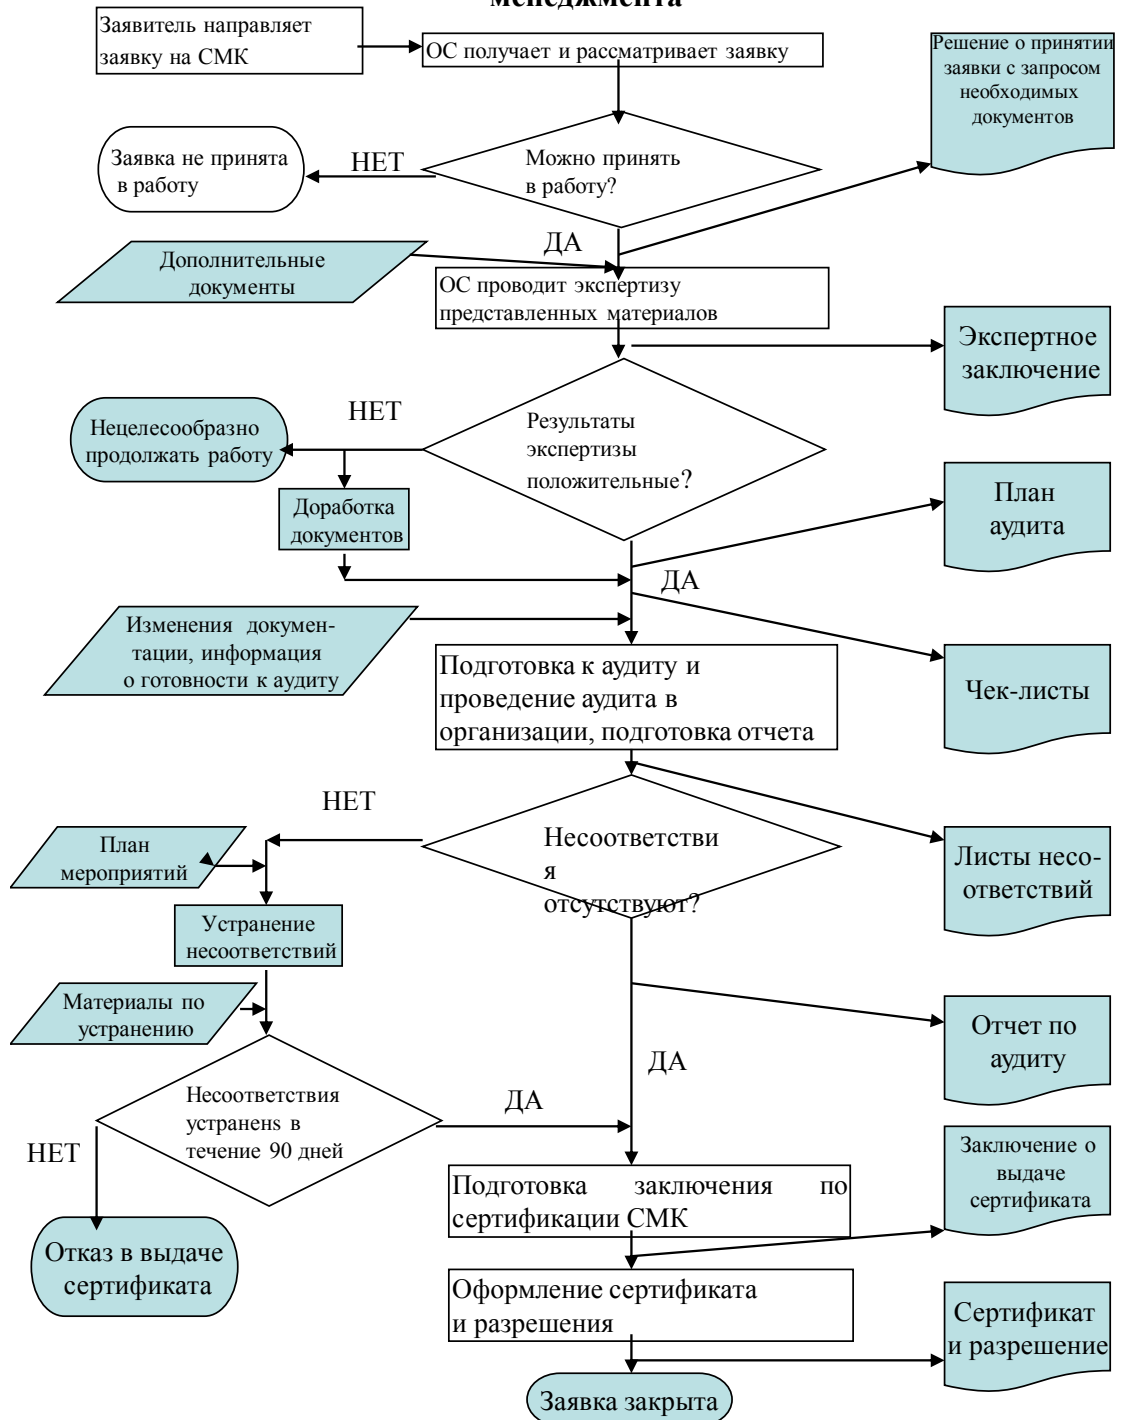 менеджмента
Заявитель направляет
заявку на СМК
ОС получает и рассматривает заявку
Решение о принятии
заявки с запросом
необходимых
документов
Заявка не принята
в работу
НЕТ
Можно принять
в работу?
ДА
Дополнительные
документы
ОС проводит экспертизу
представленных материалов
Экспертное
заключение
НЕТ
Нецелесообразно
продолжать работу
Результаты
экспертизы
положительные?
План
аудита
Доработка
документов
ДА
Изменения докумен-
тации, информация
о готовности к аудиту
Подготовка к аудиту и
проведение аудита в
организации, подготовка отчета
Чек-листы
НЕТ
План
мероприятий
Несоответстви
я
отсутствуют?
Листы несо-
ответствий
Устранение
несоответствий
Материалы по
устранению
Отчет по
аудиту
ДА
Несоответствия
устраненs в
течение 90 дней
ДА
НЕТ
Заключение о
выдаче
сертификата
Подготовка заключения по
сертификации СМК
Отказ в выдаче
сертификата
Оформление сертификата
и разрешения
Сертификат
и разрешение
Заявка закрыта